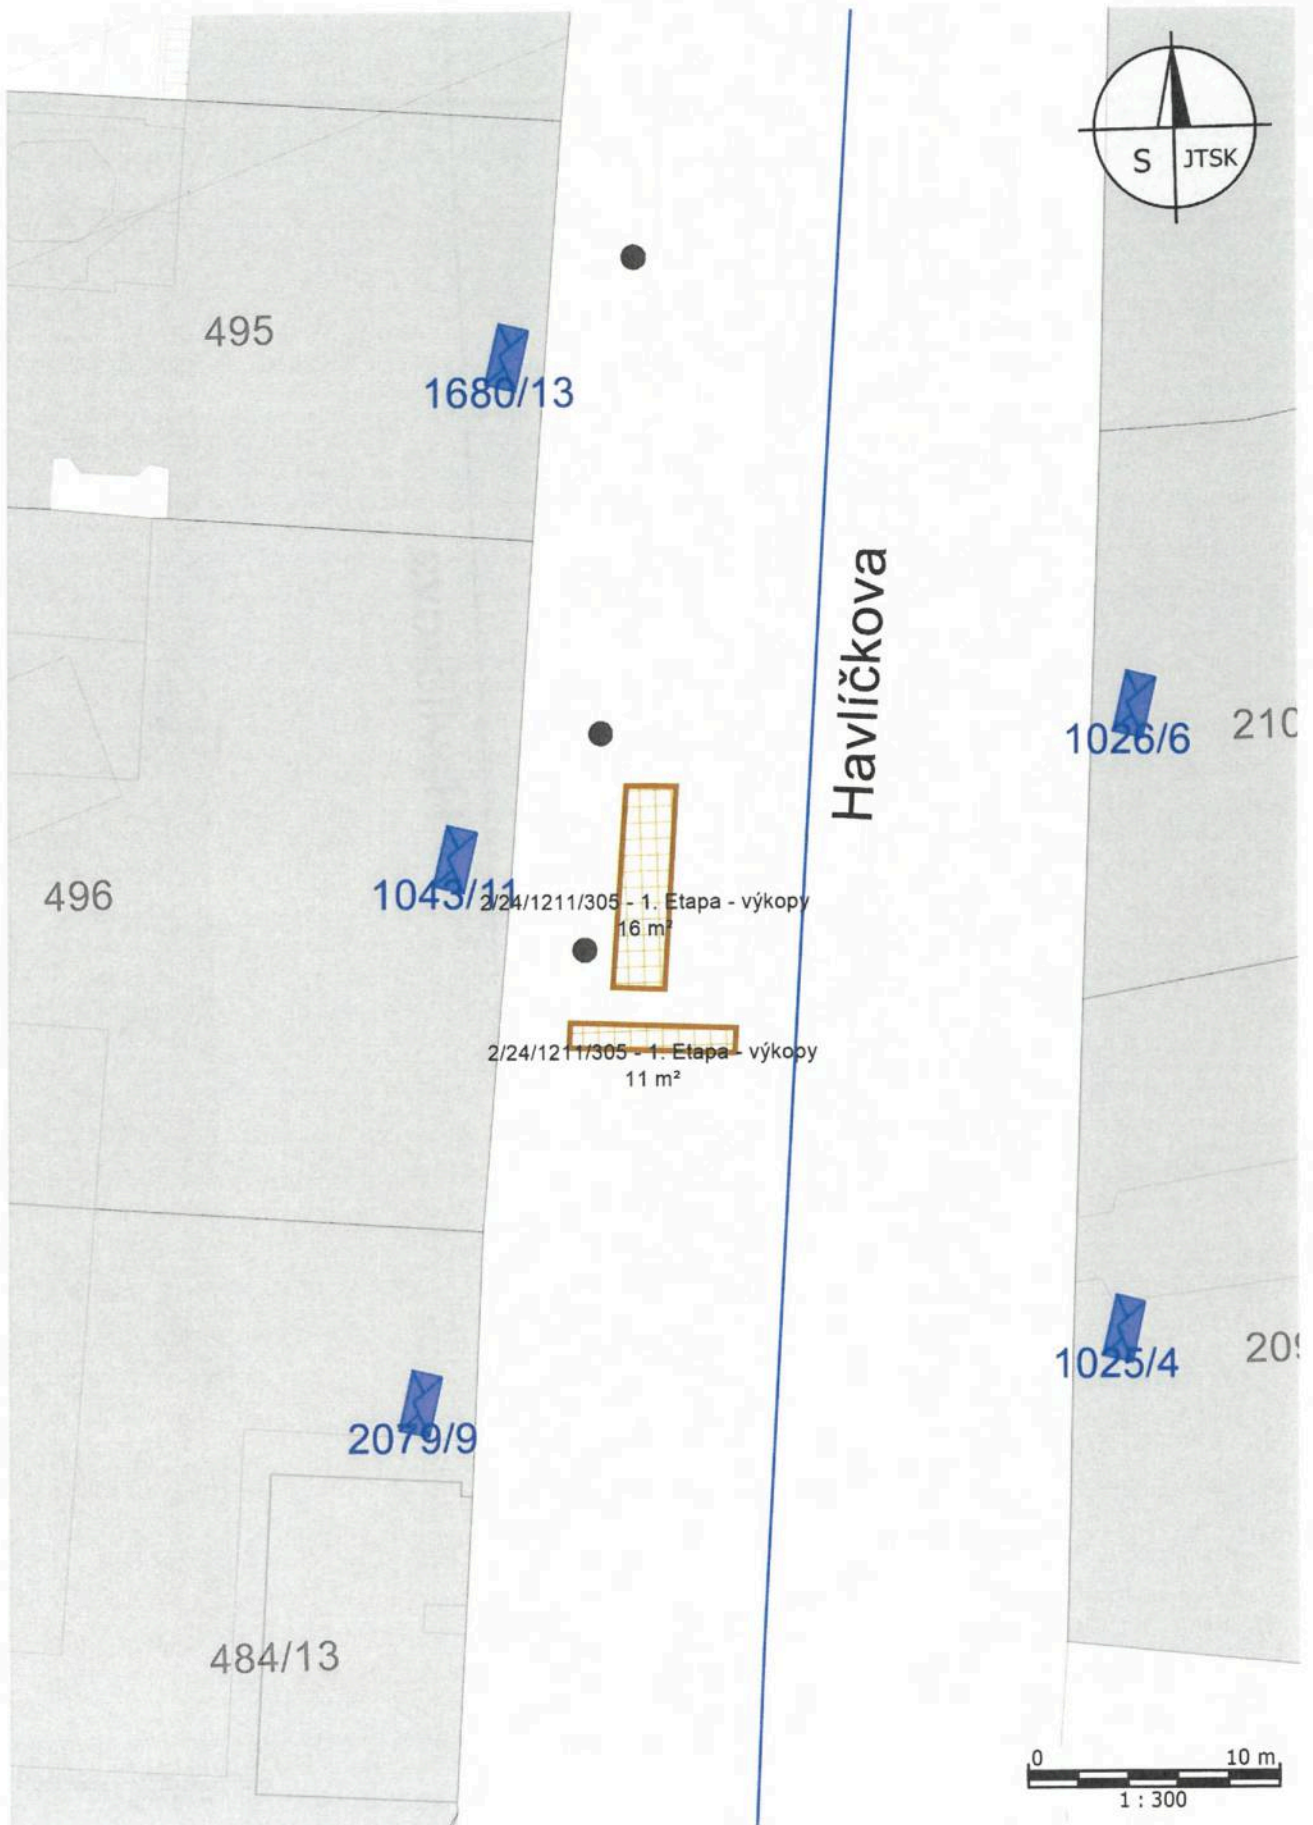 S JTSK
495
1680/13
Havlíčkova
1026/6
210
496
1043/11
2/24/1211/305 - 1. Etapa - výkopy
16 m²
2/24/1211/305 - 1. Etapa - výkopy
11 m²
1025/4
209
2079/9
484/13
0 10 m
1 : 300